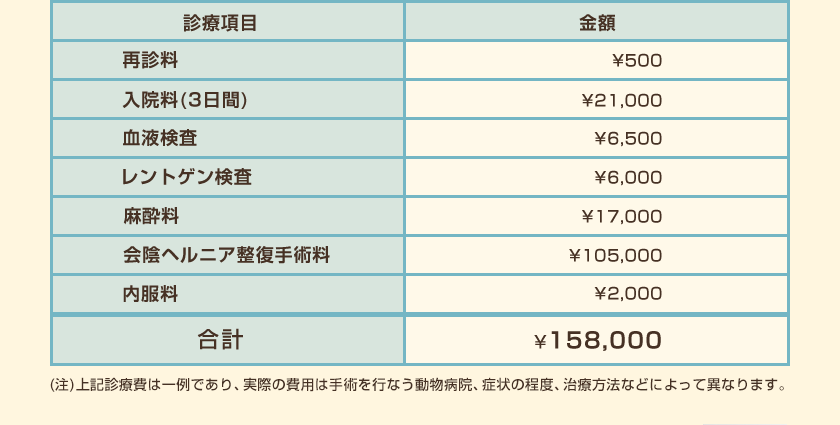 診療項目 金額
再診料 ¥500
入院料(3日間) ¥21,000
血液検査 ¥6,500
レントゲン検査 ¥6,000
麻酔料 ¥17,000
会陰ヘルニア整復手術料 ¥105,000
内服料 ¥2,000
合計 ¥158,000
(注)上記診療費は一例であり、実際の費用は手術を行なう動物病院、症状の程度、治療方法などによって異なります。